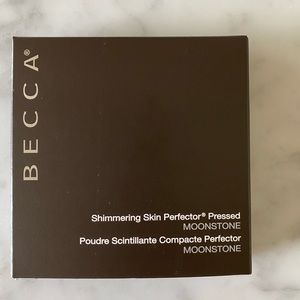 BECCA®
Shimmering Skin Perfector® Pressed
MOONSTONE
Poudre Scintillante Compacte Perfector
MOONSTONE